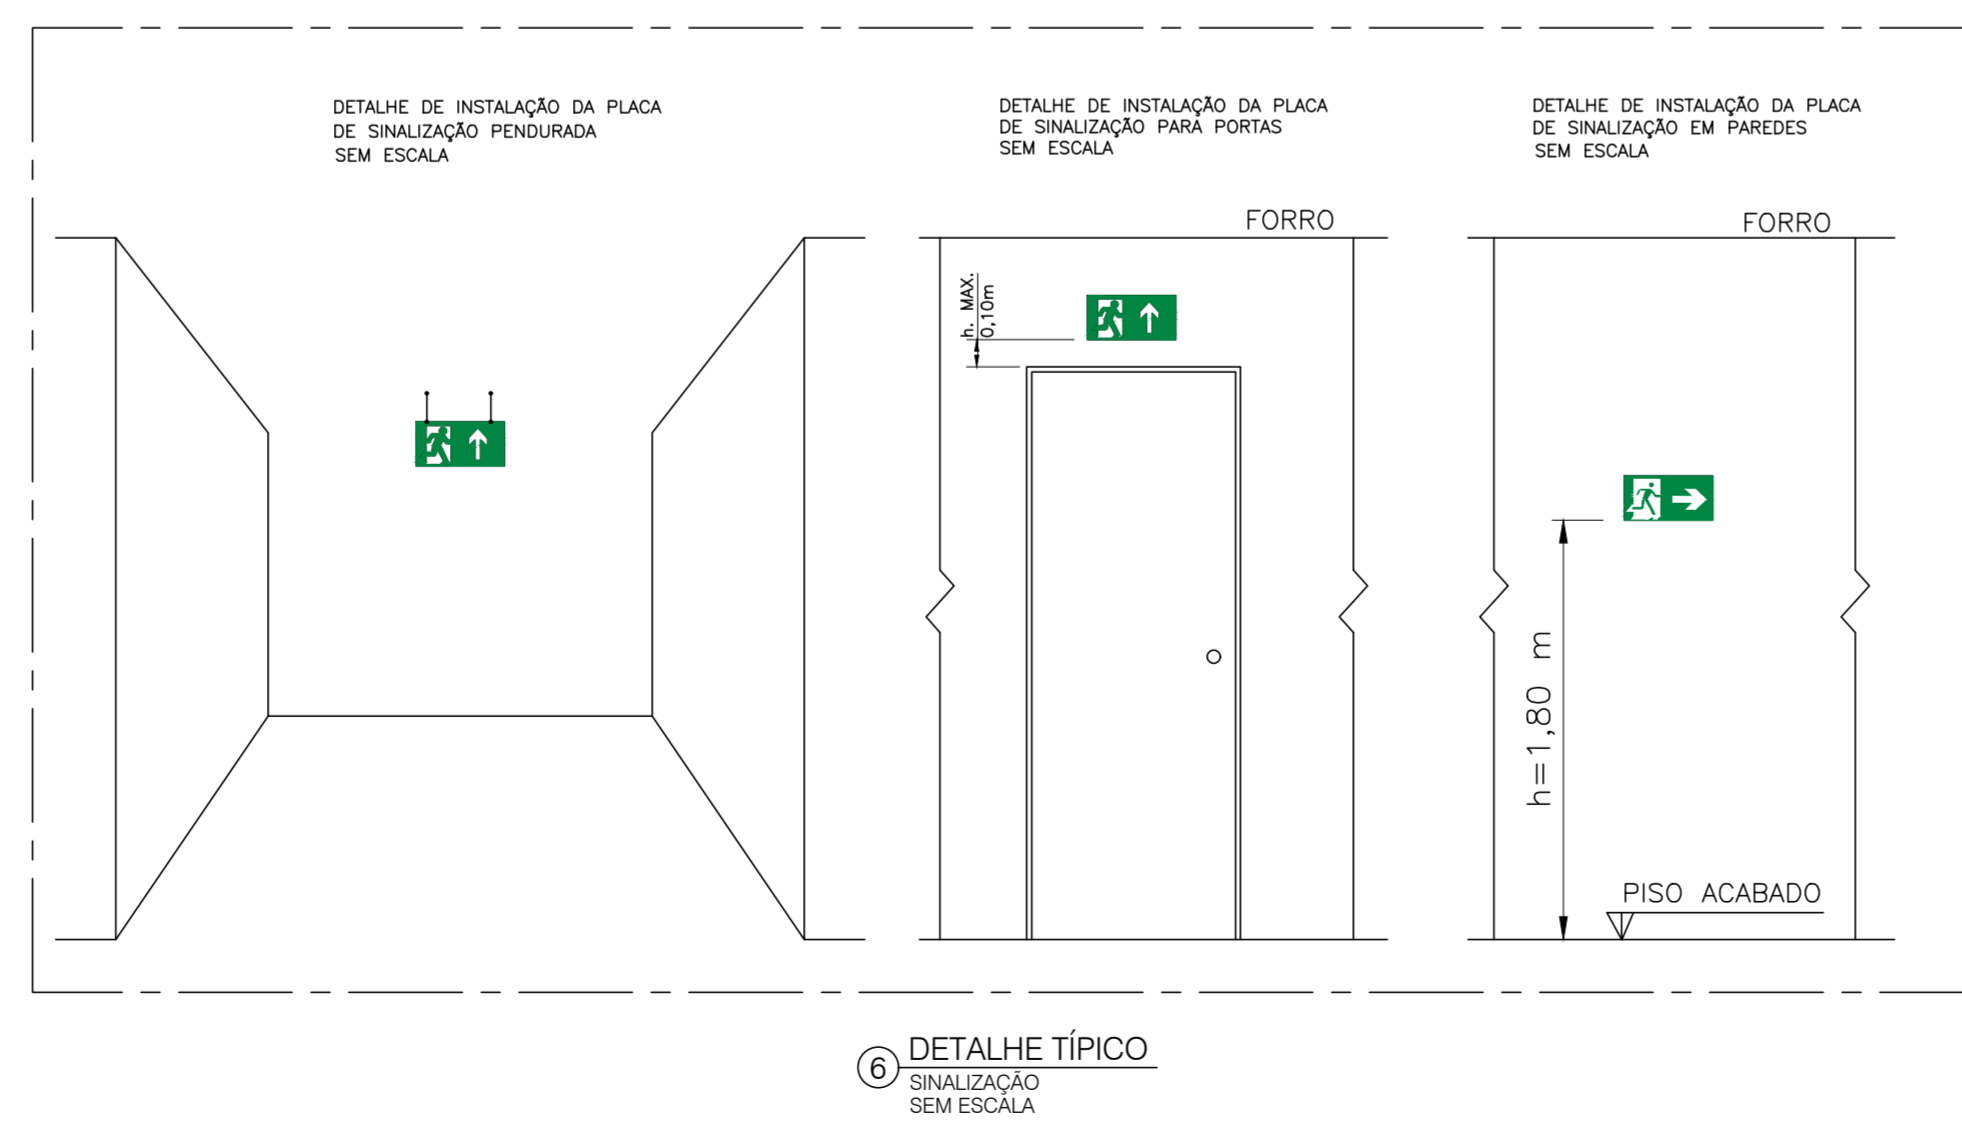 DETALHE DE INSTALAÇÃO DA PLACA
DE SINALIZAÇÃO PENDURADA
SEM ESCALA
DETALHE DE INSTALAÇÃO DA PLACA
DE SINALIZAÇÃO PARA PORTAS
SEM ESCALA
DETALHE DE INSTALAÇÃO DA PLACA
DE SINALIZAÇÃO EM PAREDES
SEM ESCALA
FORRO
FORRO
h. MAX.
0,10m
h=1,80 m
PISO ACABADO
6 DETALHE TÍPICO
SINALIZAÇÃO
SEM ESCALA